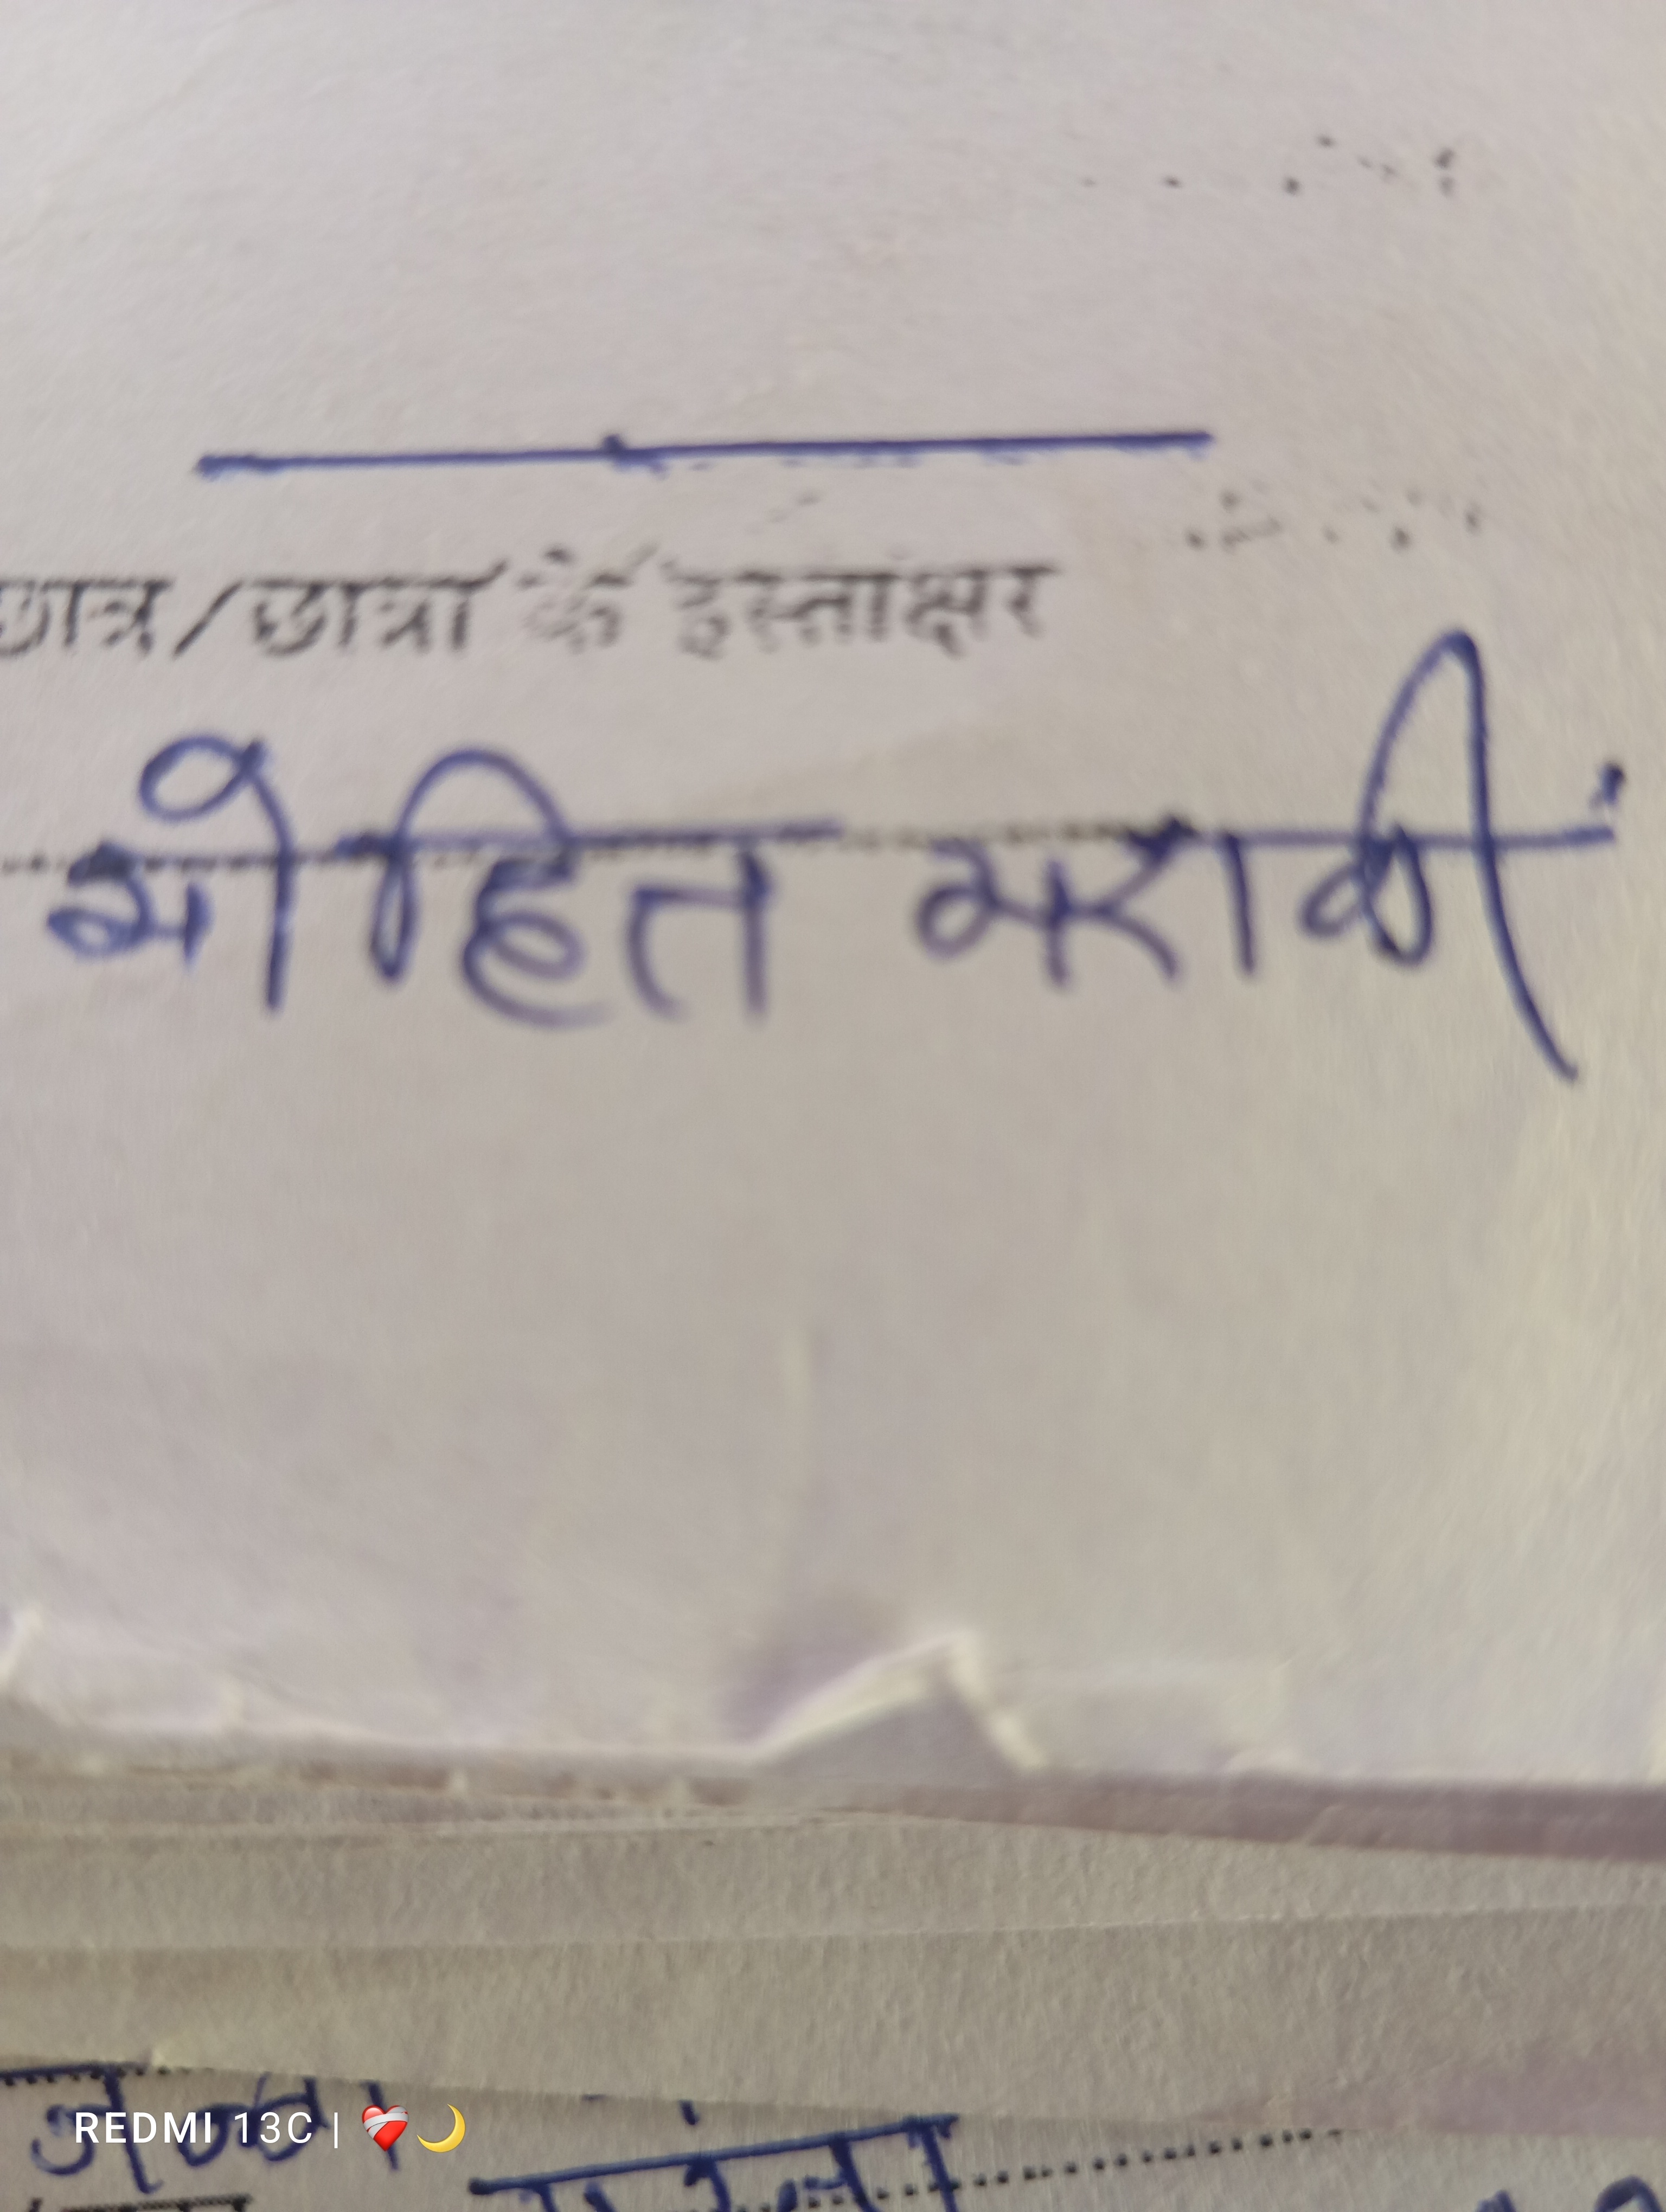 छात्र/छात्रा के हस्ताक्षर
मोहित मरावी
REDMI 13C |